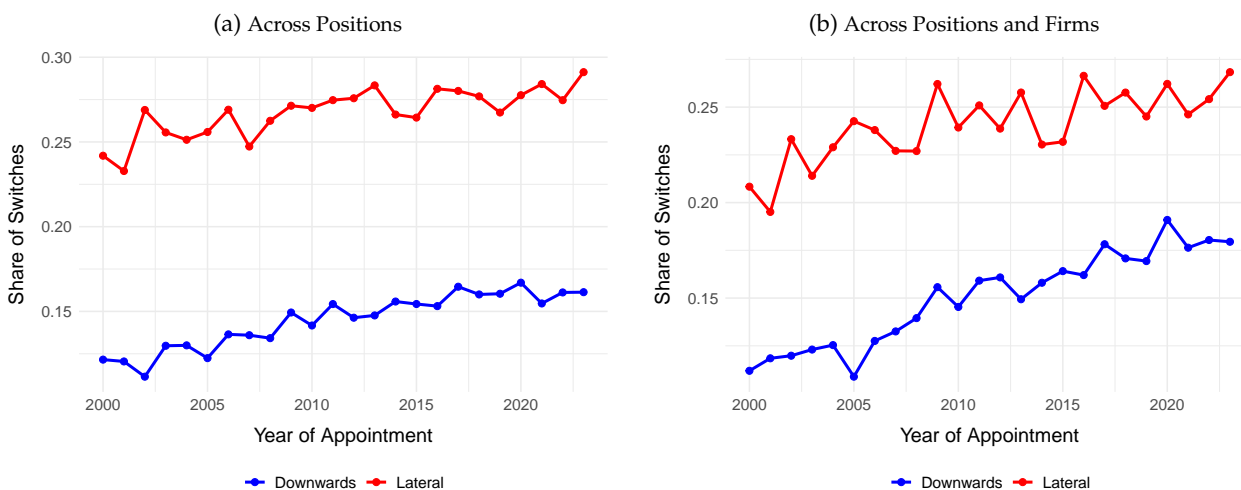 (a) Across Positions
0.30
0.25
0.20
0.15
Share of Switches
2000 2005 2010 2015 2020
Year of Appointment
Downwards Lateral
(b) Across Positions and Firms
0.25
0.20
0.15
Share of Switches
2000 2005 2010 2015 2020
Year of Appointment
Downwards Lateral